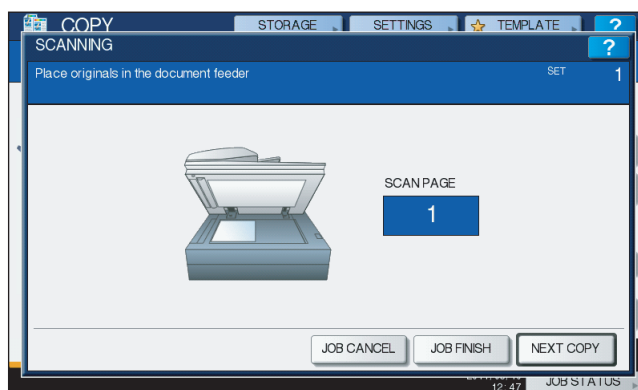 COPY
STORAGE
SETTINGS
TEMPLATE
?
SCANNING
?
Place originals in the document feeder
SET
1
SCAN PAGE
1
JOB CANCEL
JOB FINISH
NEXT COPY
12:47
JOB STATUS